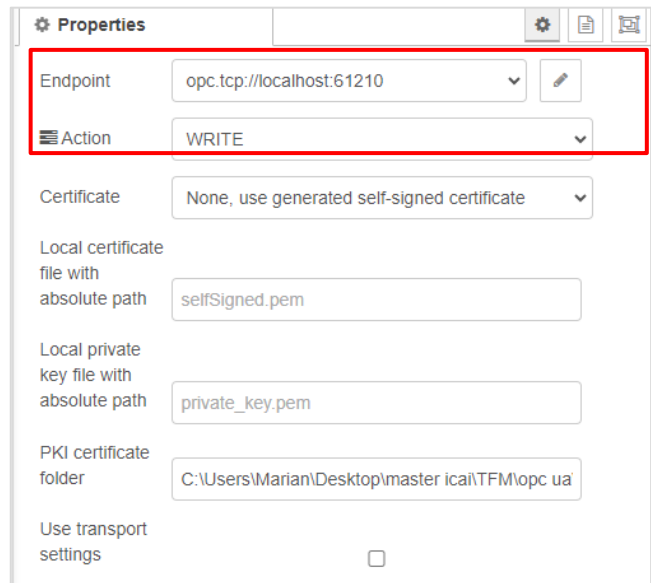 Properties
Endpoint
opc.tcp://localhost:61210
Action
WRITE
Certificate
None, use generated self-signed certificate
Local certificate
file with
absolute path
selfSigned.pem
Local private
key file with
absolute path
private_key.pem
PKI certificate
folder
C:\Users\Marian\Desktop\master icai\TFM\opc ua\
Use transport
settings